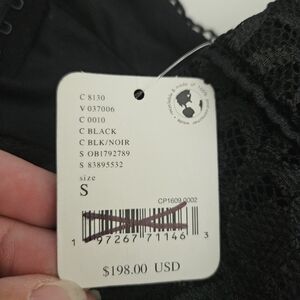 C 8130
V 037006
C 0010
C BLACK
C BLK/NOIR
S OB1792789
S 83895532
size
S
CP1609 0002
1 97267 71146 3
$198.00 USD